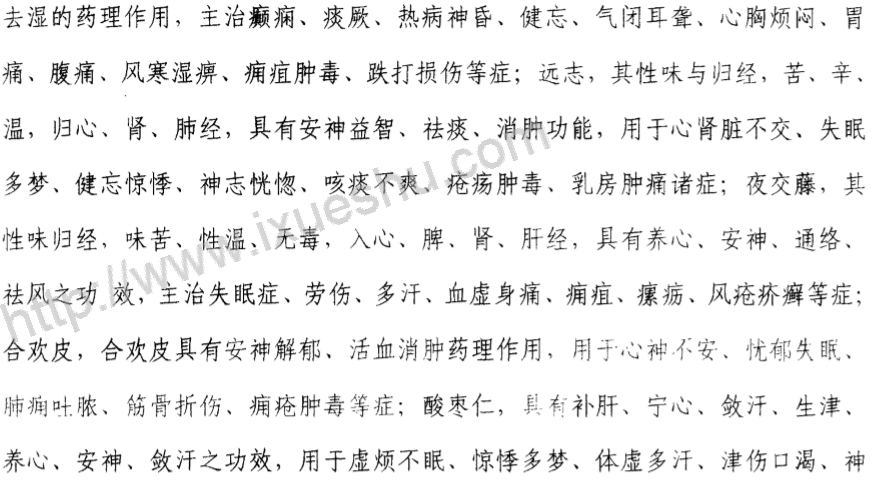 去湿的药理作用，主治癫痫、痰厥、热病神昏、健忘、气闭耳聋、心胸烦闷、胃
痛、腹痛、风寒湿痹、痈疽肿毒、跌打损伤等症；远志，其性味与归经，苦、辛、
温，归心、肾、肺经，具有安神益智、祛痰、消肿功能，用于心肾脏不交、失眠
多梦、健忘惊悸、神志恍惚、咳痰不爽、疮疡肿毒、乳房肿痛诸症；夜交藤，其
性味归经，味苦、性温、无毒，入心、脾、肾、肝经，具有养心、安神、通络、
祛风之功 效，主治失眠症、劳伤、多汗、血虚身痛、痈疽、瘰疬、风疮疥癣等症；
合欢皮，合欢皮具有安神解郁、活血消肿药理作用，用于心神不安、忧郁失眠、
肺痈吐脓、筋骨折伤、痈疮肿毒等症；酸枣仁，具有补肝、宁心、敛汗、生津、
养心、安神、敛汗之功效，用于虚烦不眠、惊悸多梦、体虚多汗、津伤口渴、神
http://www.ixueshu.com